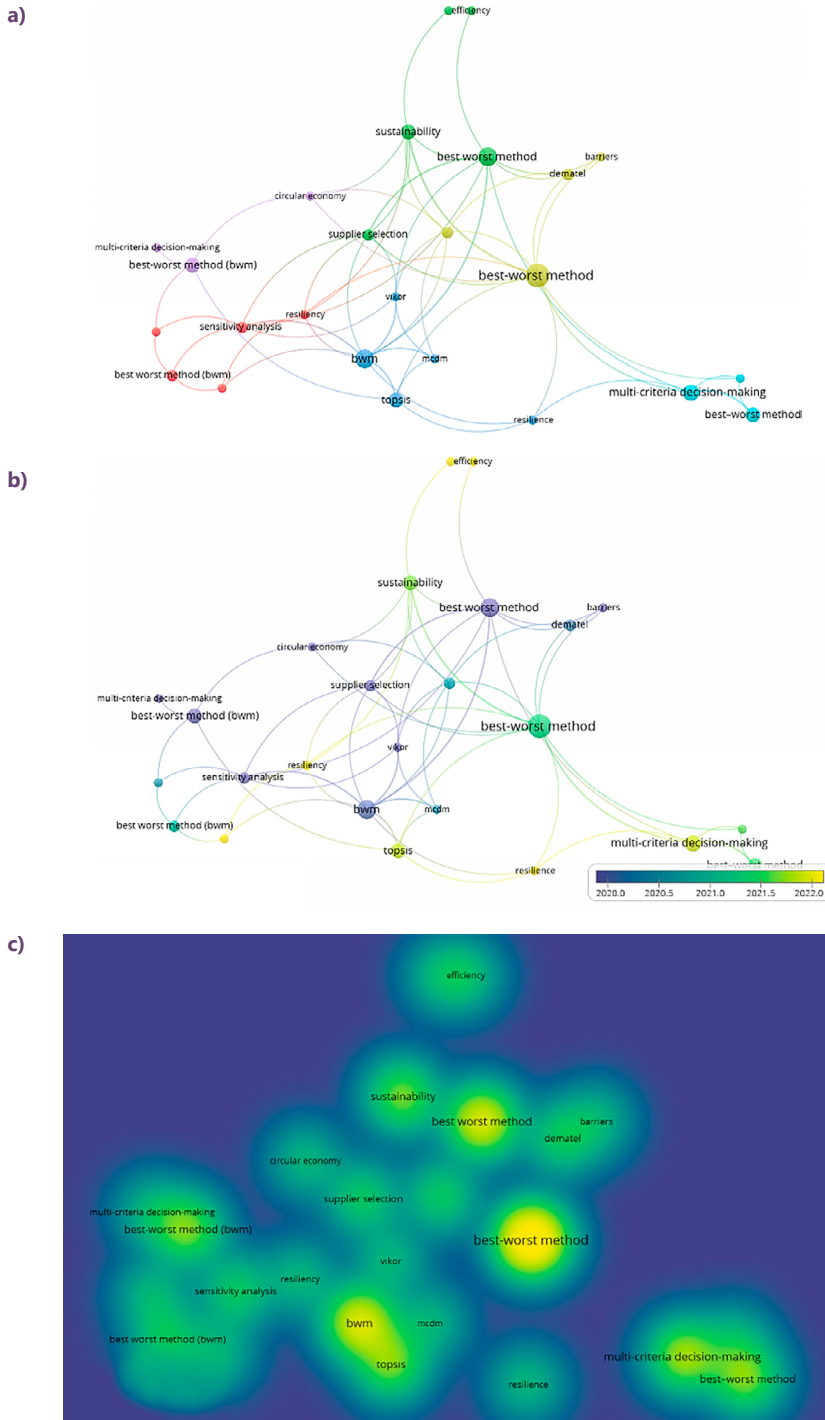 a)
efficiency
sustainability
best worst method
barriers
dematel
circular economy
supplier selection
multi-criteria decision-making
best-worst method (bwm)
best-worst method
vikor
resiliency
sensitivity analysis
bwm
mcdm
best worst method (bwm)
multi-criteria decision-making
topsis
best–worst method
resilience
b)
efficiency
sustainability
best worst method
barriers
dematel
circular economy
supplier selection
multi-criteria decision-making
best-worst method (bwm)
best-worst method
vikor
resiliency
sensitivity analysis
bwm
mcdm
best worst method (bwm)
multi-criteria decision-making
topsis
best–worst method
resilience
2020.0 2020.5 2021.0 2021.5 2022.0
c)
efficiency
sustainability
best worst method
barriers
dematel
circular economy
supplier selection
multi-criteria decision-making
best-worst method (bwm)
best-worst method
vikor
resiliency
sensitivity analysis
bwm
mcdm
best worst method (bwm)
multi-criteria decision-making
topsis
best–worst method
resilience